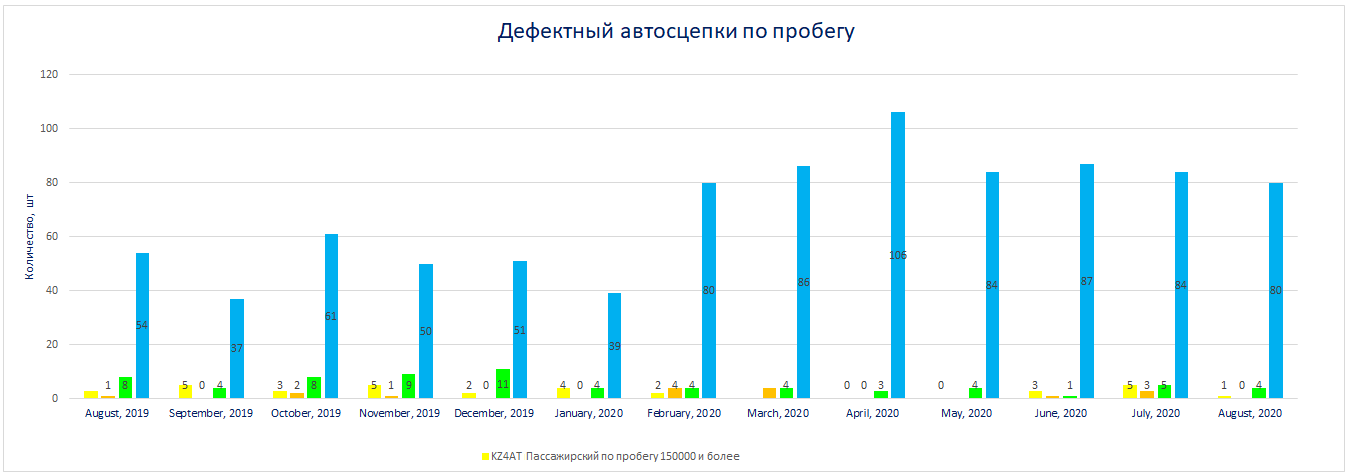 Дефектный автосцепки по пробегу
Количество, шт
120
100
80
60
40
20
0
1 8 54
5 0 4 37
3 2 8 61
5 1 9 50
2 0 11 51
4 0 4 39
2 4 4 80
4 86
0 0 3 106
0 4 84
3 1 87
5 3 5 84
1 0 4 80
August, 2019 September, 2019 October, 2019 November, 2019 December, 2019 January, 2020 February, 2020 March, 2020 April, 2020 May, 2020 June, 2020 July, 2020 August, 2020
KZ4AT Пассажирский по пробегу 150000 и более